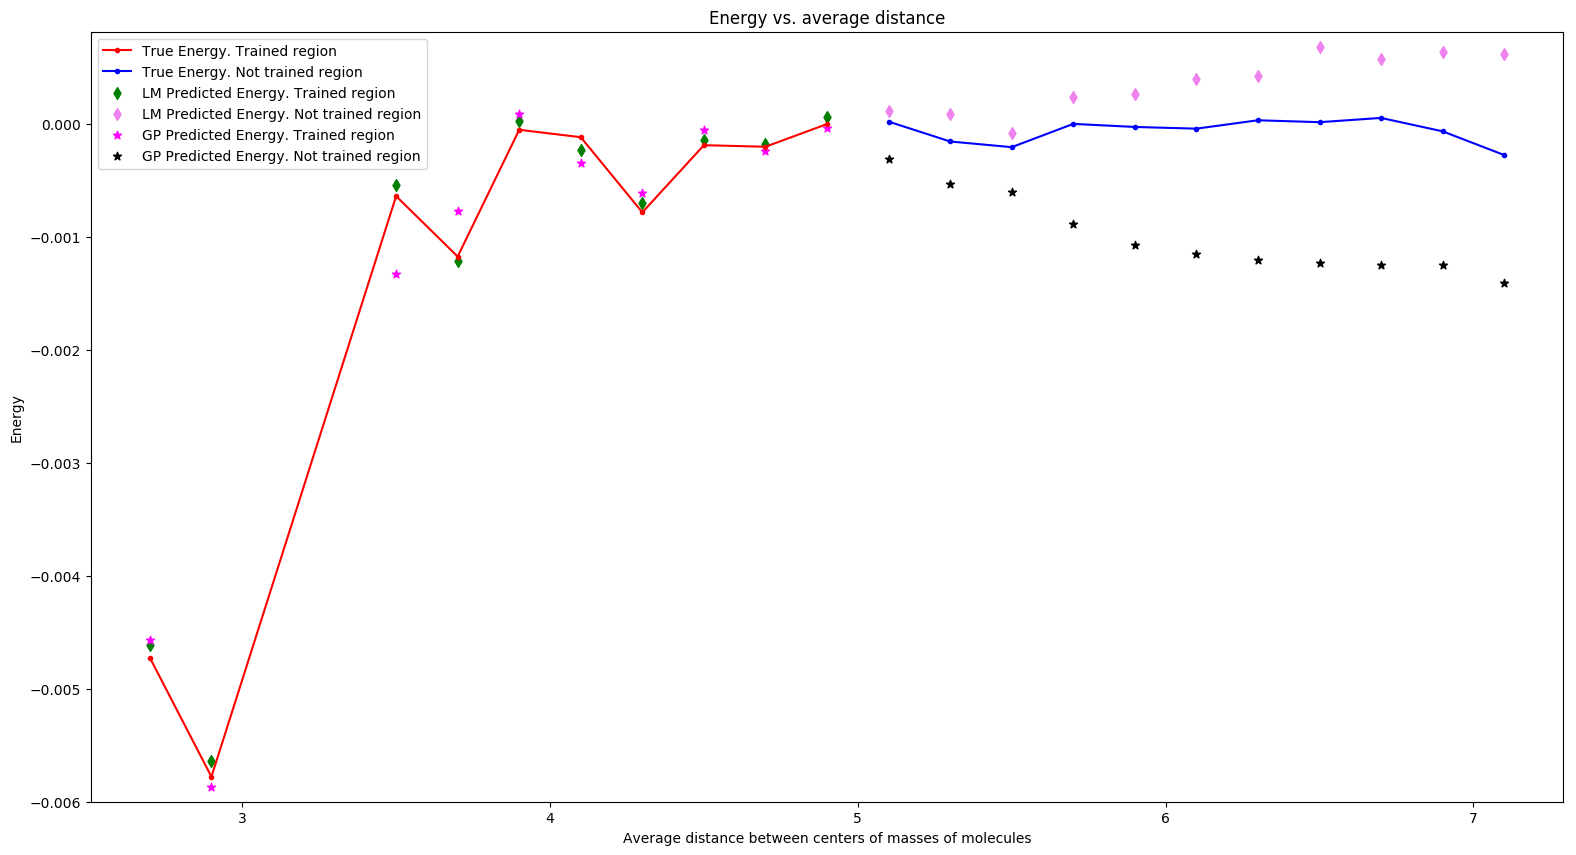 Energy vs. average distance
True Energy. Trained region
True Energy. Not trained region
LM Predicted Energy. Trained region
LM Predicted Energy. Not trained region
GP Predicted Energy. Trained region
GP Predicted Energy. Not trained region
Energy
0.000
−0.001
−0.002
−0.003
−0.004
−0.005
−0.006
3 4 5 6 7
Average distance between centers of masses of molecules